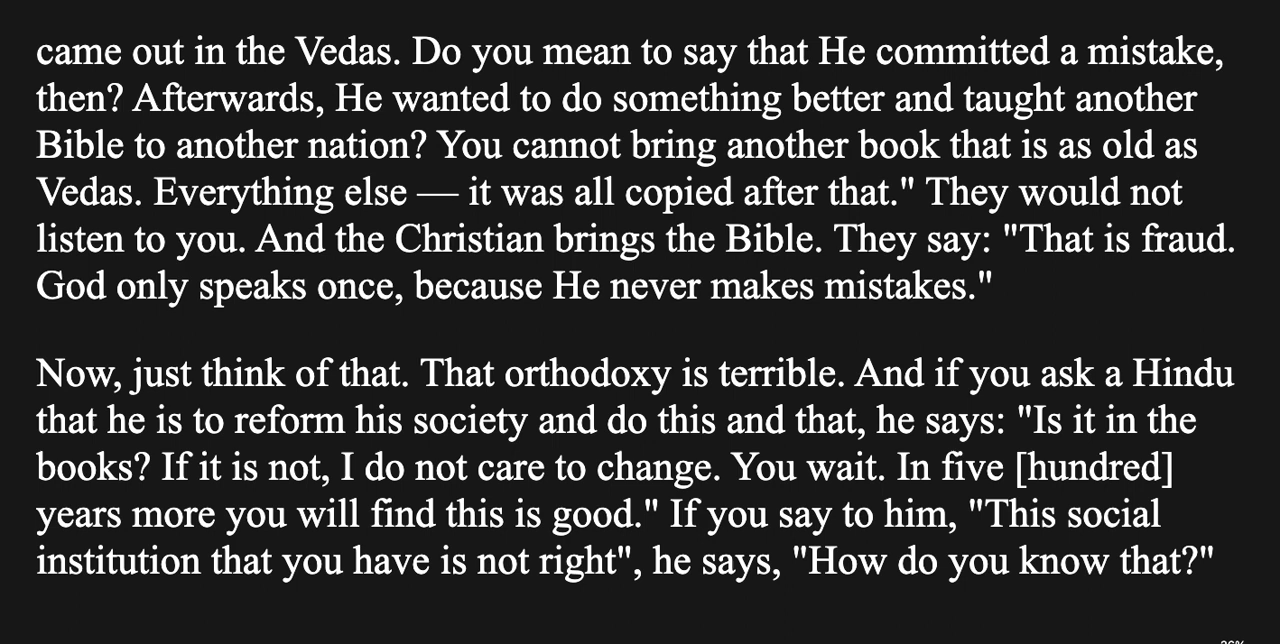 came out in the Vedas. Do you mean to say that He committed a mistake,
then? Afterwards, He wanted to do something better and taught another
Bible to another nation? You cannot bring another book that is as old as
Vedas. Everything else — it was all copied after that." They would not
listen to you. And the Christian brings the Bible. They say: "That is fraud.
God only speaks once, because He never makes mistakes."
Now, just think of that. That orthodoxy is terrible. And if you ask a Hindu
that he is to reform his society and do this and that, he says: "Is it in the
books? If it is not, I do not care to change. You wait. In five [hundred]
years more you will find this is good." If you say to him, "This social
institution that you have is not right", he says, "How do you know that?"